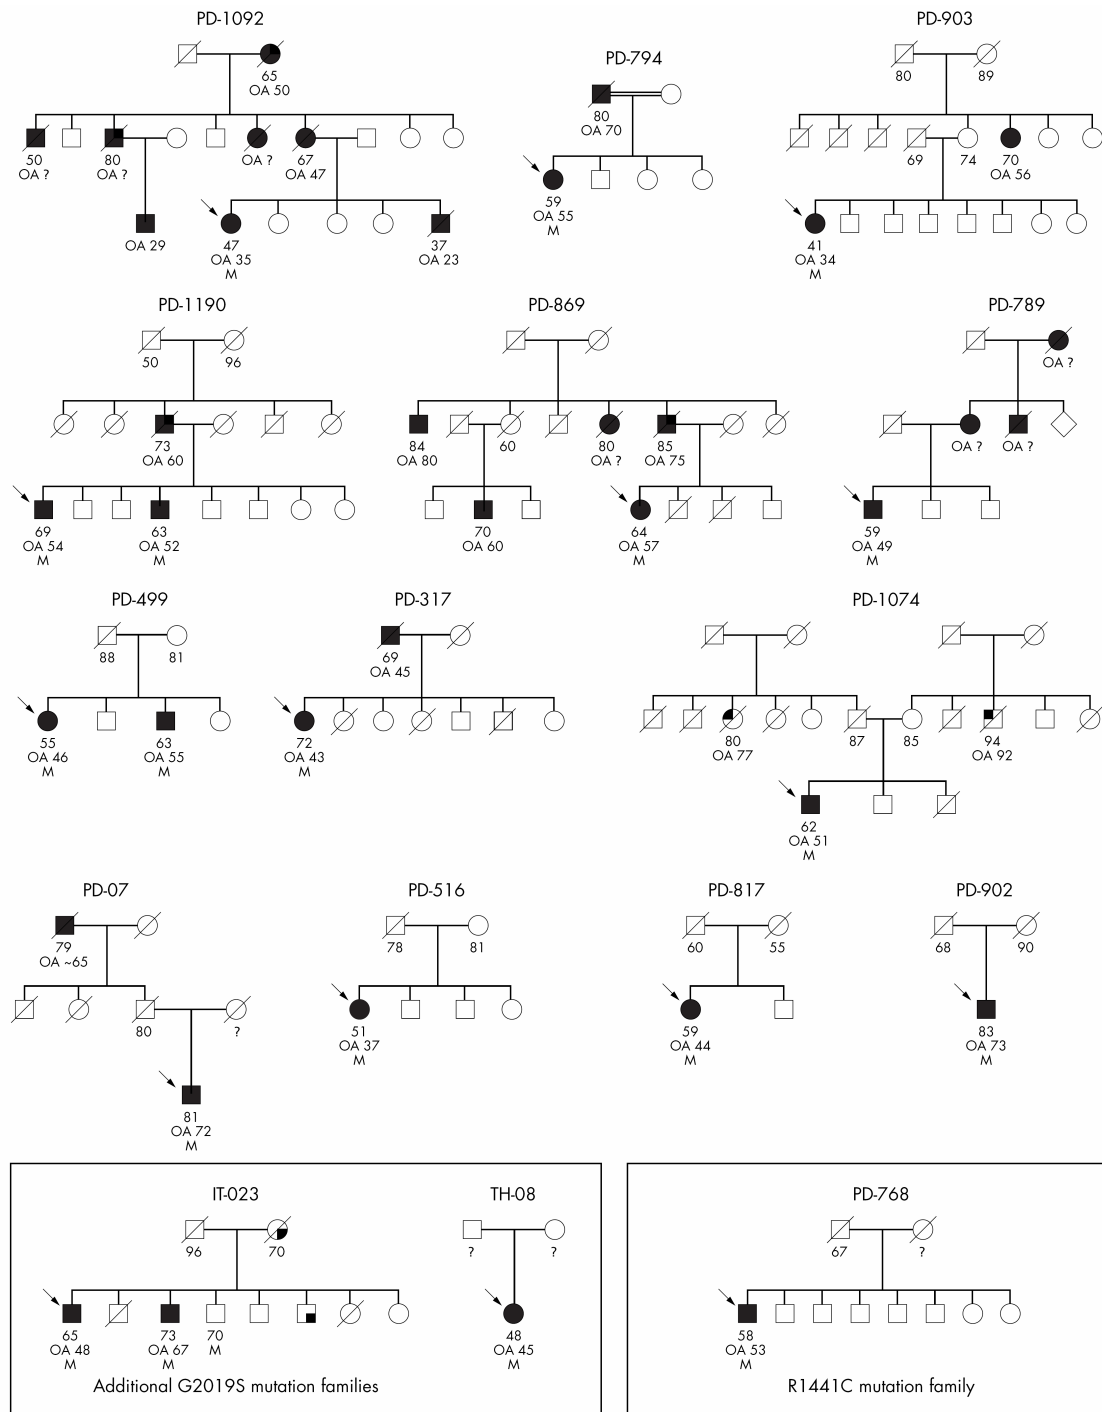 PD-1092
65
OA 50
50
OA ?
80
OA ?
OA ?
67
OA 47
OA 29
47
OA 35
M
37
OA 23
PD-794
80
OA 70
59
OA 55
M
PD-903
80
89
69
74
70
OA 56
41
OA 34
M
PD-1190
50
96
73
OA 60
69
OA 54
M
63
OA 52
M
PD-869
84
OA 80
60
80
OA ?
85
OA 75
70
OA 60
64
OA 57
M
PD-789
OA ?
OA ?
OA ?
59
OA 49
M
PD-499
88
81
55
OA 46
M
63
OA 55
M
PD-317
69
OA 45
72
OA 43
M
PD-1074
80
OA 77
87
85
94
OA 92
62
OA 51
M
PD-07
79
OA ~65
80
?
81
OA 72
M
PD-516
78
81
51
OA 37
M
PD-817
60
55
59
OA 44
M
PD-902
68
90
83
OA 73
M
IT-023
96
70
65
OA 48
M
73
OA 67
M
70
M
TH-08
?
?
48
OA 45
M
Additional G2019S mutation families
PD-768
67
?
58
OA 53
M
R1441C mutation family